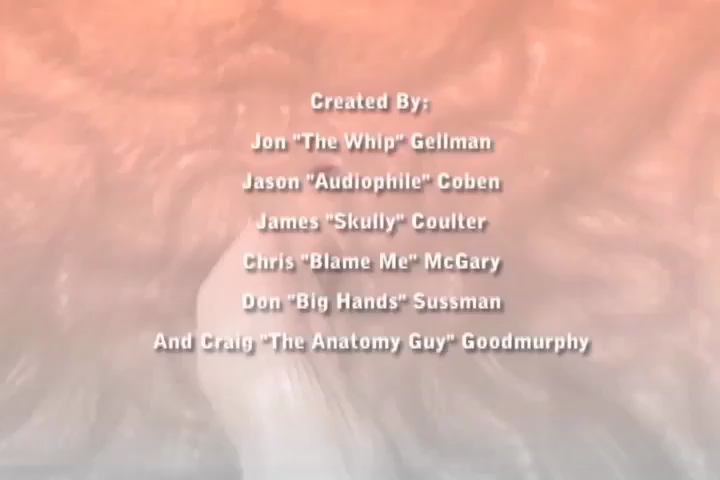 Created By:
Jon "The Whip" Gellman
Jason "Audiophile" Coben
James "Skully" Coulter
Chris "Blame Me" McGary
Don "Big Hands" Sussman
And Craig "The Anatomy Guy" Goodmurphy